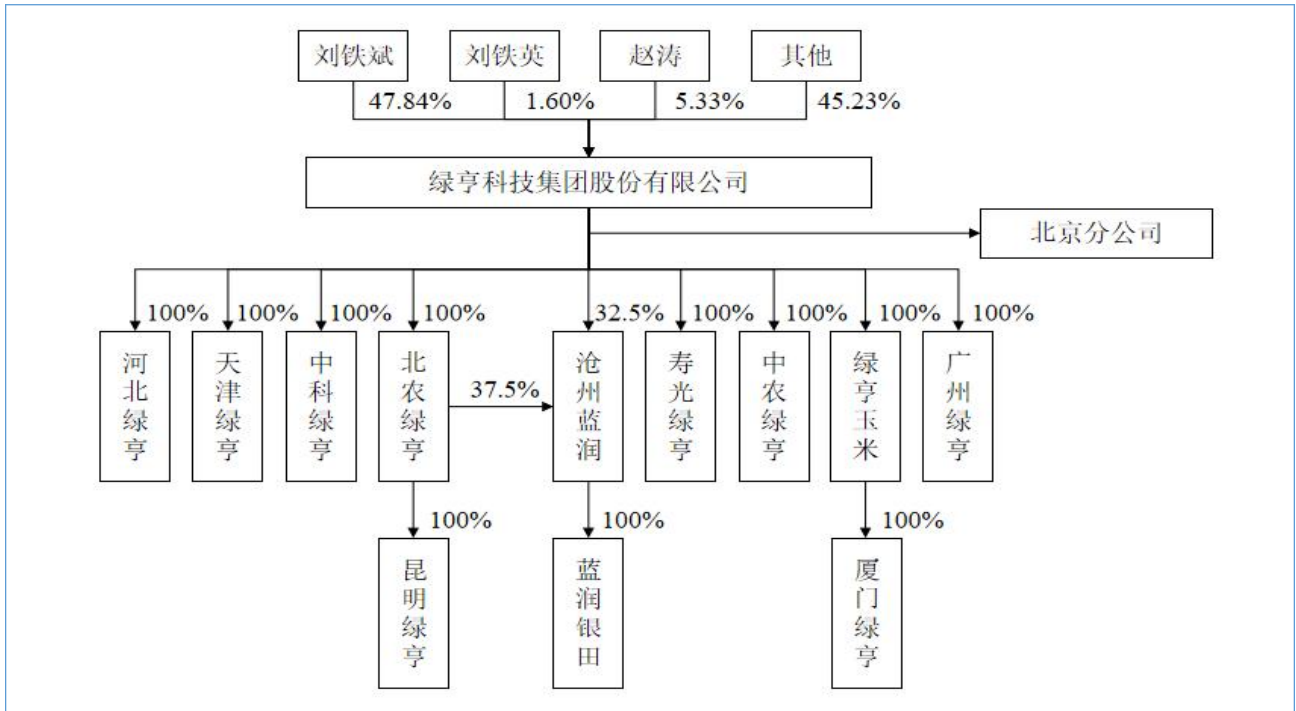 刘铁斌
刘铁英
赵涛
其他
47.84%
1.60%
5.33%
45.23%
绿亨科技集团股份有限公司
北京分公司
100%
100%
100%
100%
32.5%
100%
100%
100%
100%
河北绿亨
天津绿亨
中科绿亨
北农绿亨
37.5%
沧州蓝润
寿光绿亨
中农绿亨
绿亨玉米
广州绿亨
100%
100%
100%
昆明绿亨
蓝润银田
厦门绿亨